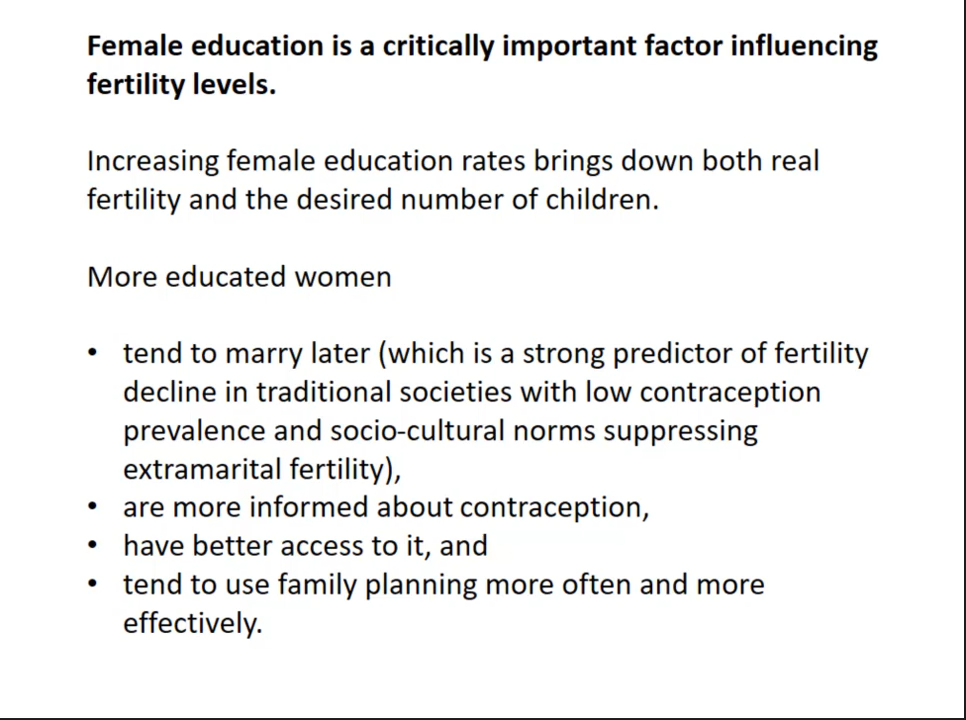 Female education is a critically important factor influencing
fertility levels.
Increasing female education rates brings down both real
fertility and the desired number of children.
More educated women
• tend to marry later (which is a strong predictor of fertility
decline in traditional societies with low contraception
prevalence and socio-cultural norms suppressing
extramarital fertility),
• are more informed about contraception,
• have better access to it, and
• tend to use family planning more often and more
effectively.